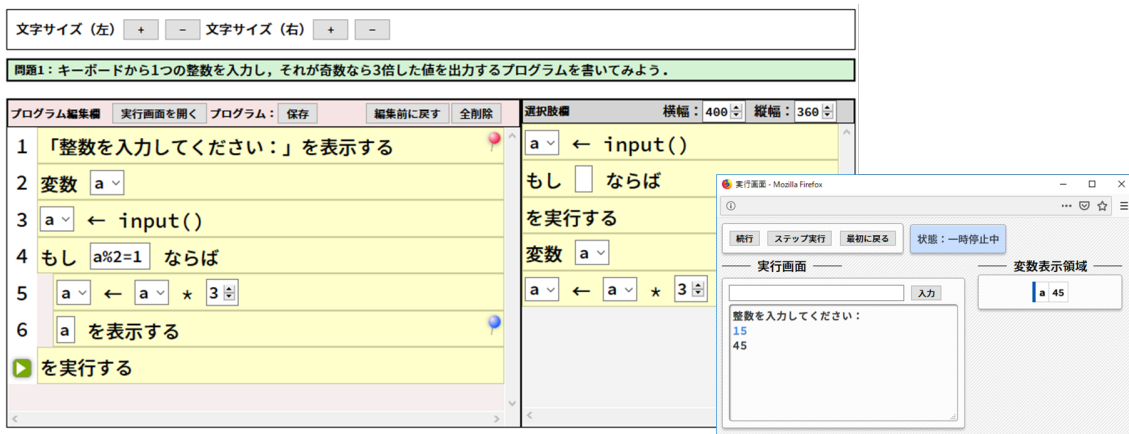 文字サイズ（左） + − 文字サイズ（右） + −
問題1：キーボードから1つの整数を入力し，それが奇数なら3倍した値を出力するプログラムを書いてみよう．
プログラム編集欄 実行画面を開く プログラム： 保存 編集前に戻す 全削除
1 「整数を入力してください：」を表示する
2 変数 a
3 a ← input()
4 もし a%2=1 ならば
5 a ← a * 3
6 a を表示する
を実行する
選択肢欄 横幅： 400 縦幅： 360
a ← input()
もし ならば
を実行する
変数 a
a ← a * 3
実行画面 - Mozilla Firefox
続行 ステップ実行 最初に戻る 状態：一時停止中
実行画面
入力
整数を入力してください：
15
45
変数表示領域
a 45